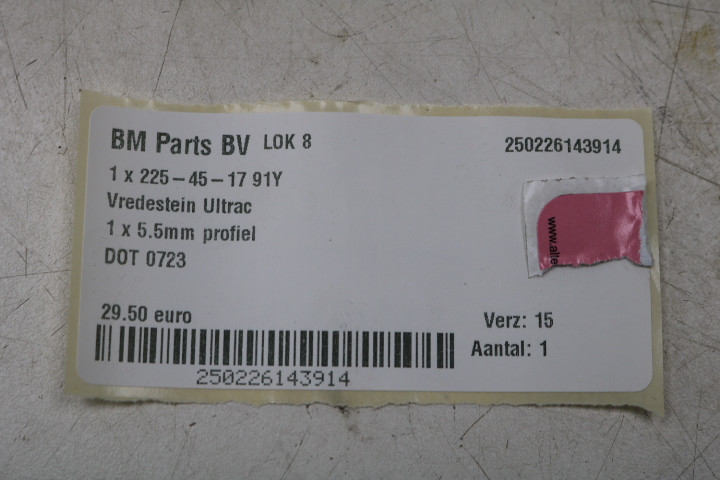 BM Parts BV LOK 8 250226143914
1 x 225-45-17 91Y
Vredestein Ultrac
1 x 5.5mm profiel
DOT 0723
29.50 euro
Verz: 15
Aantal: 1
250226143914
www.alle